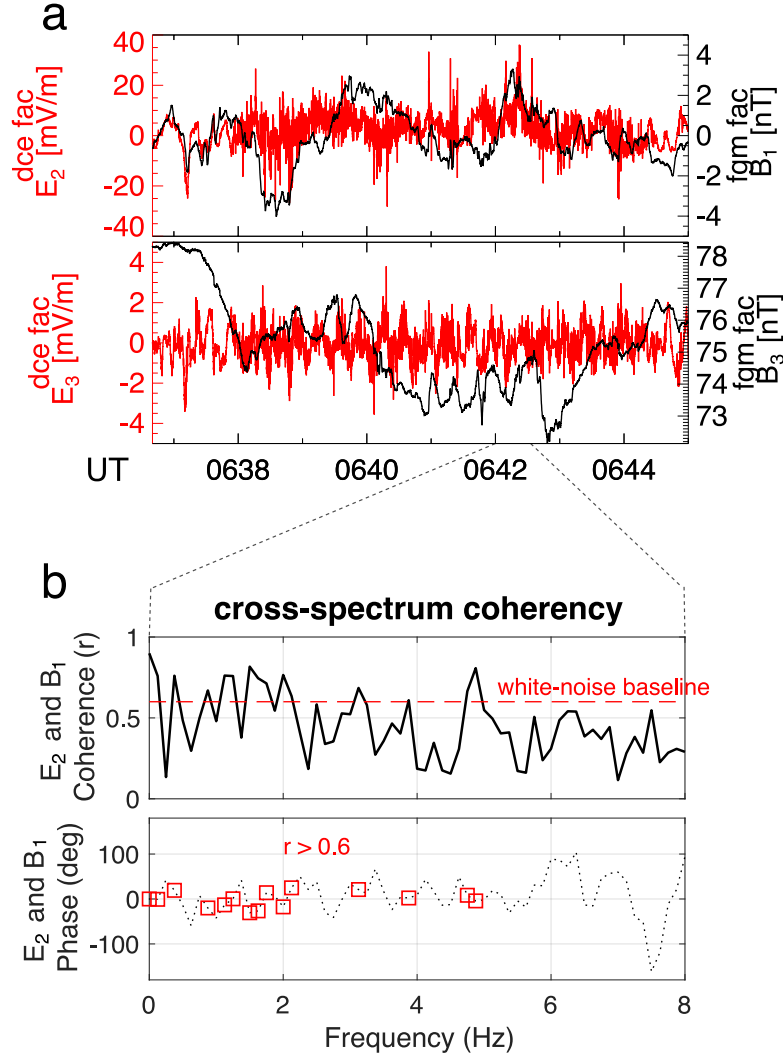 a
dce fac
E2 [mV/m]
40
20
0
-20
-40
4
2
0
-2
-4
fgm fac
B1 [nT]
dce fac
E3 [mV/m]
4
2
0
-2
-4
78
77
76
75
74
73
fgm fac
B3 [nT]
UT
0638
0640
0642
0644
b
cross-spectrum coherency
E2 and B1
Coherence (r)
1
0.5
0
white-noise baseline
E2 and B1
Phase (deg)
100
0
-100
r > 0.6
0
2
4
6
8
Frequency (Hz)